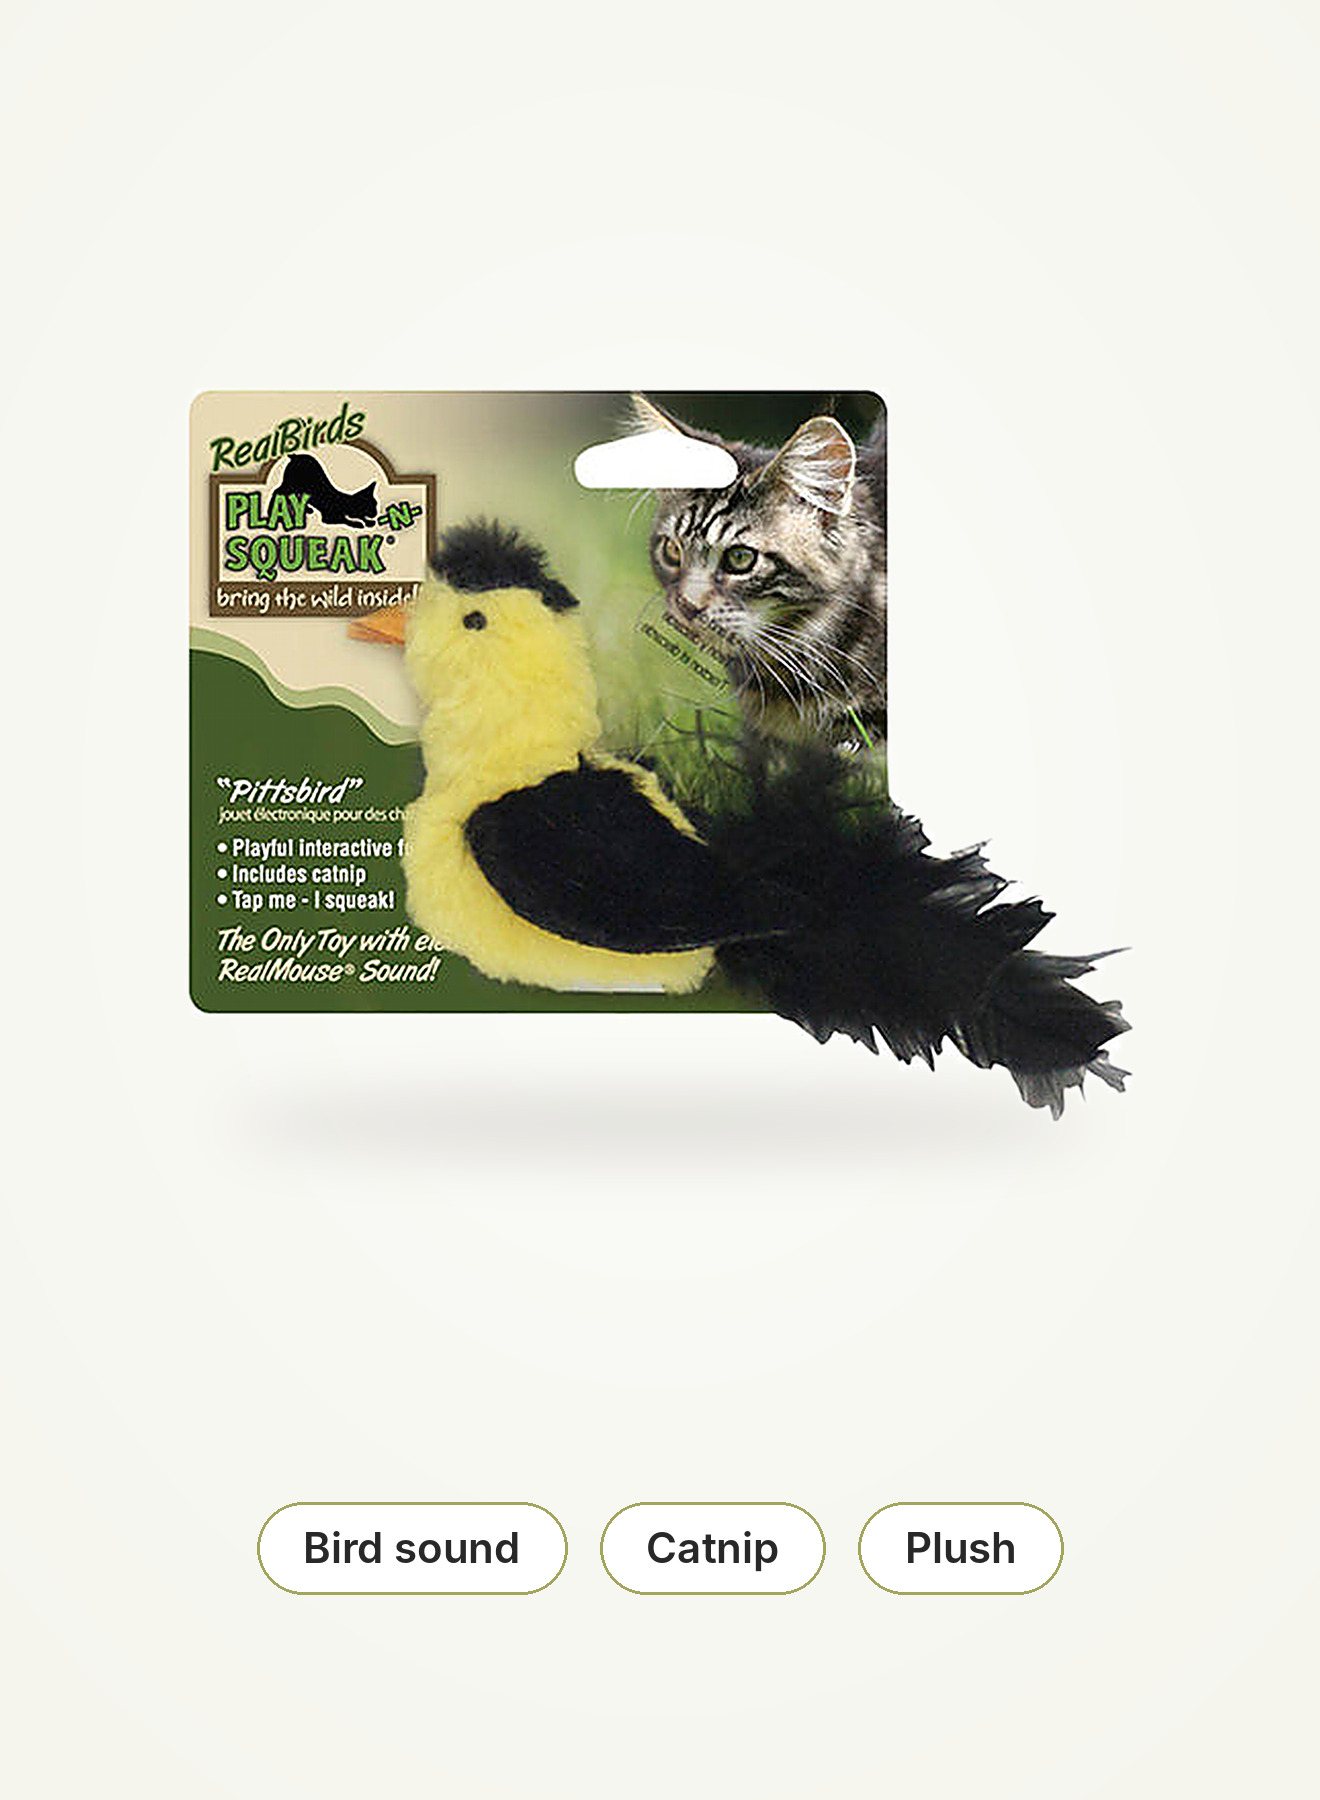 RealBirds
PLAY
-N-
SQUEAK®
bring the wild inside!
"Pittsbird"
jouet électronique pour des
• Playful interactive
• Includes catnip
• Tap me - I squeak!
The Only Toy with
RealMouse® Sound!
Bird sound
Catnip
Plush